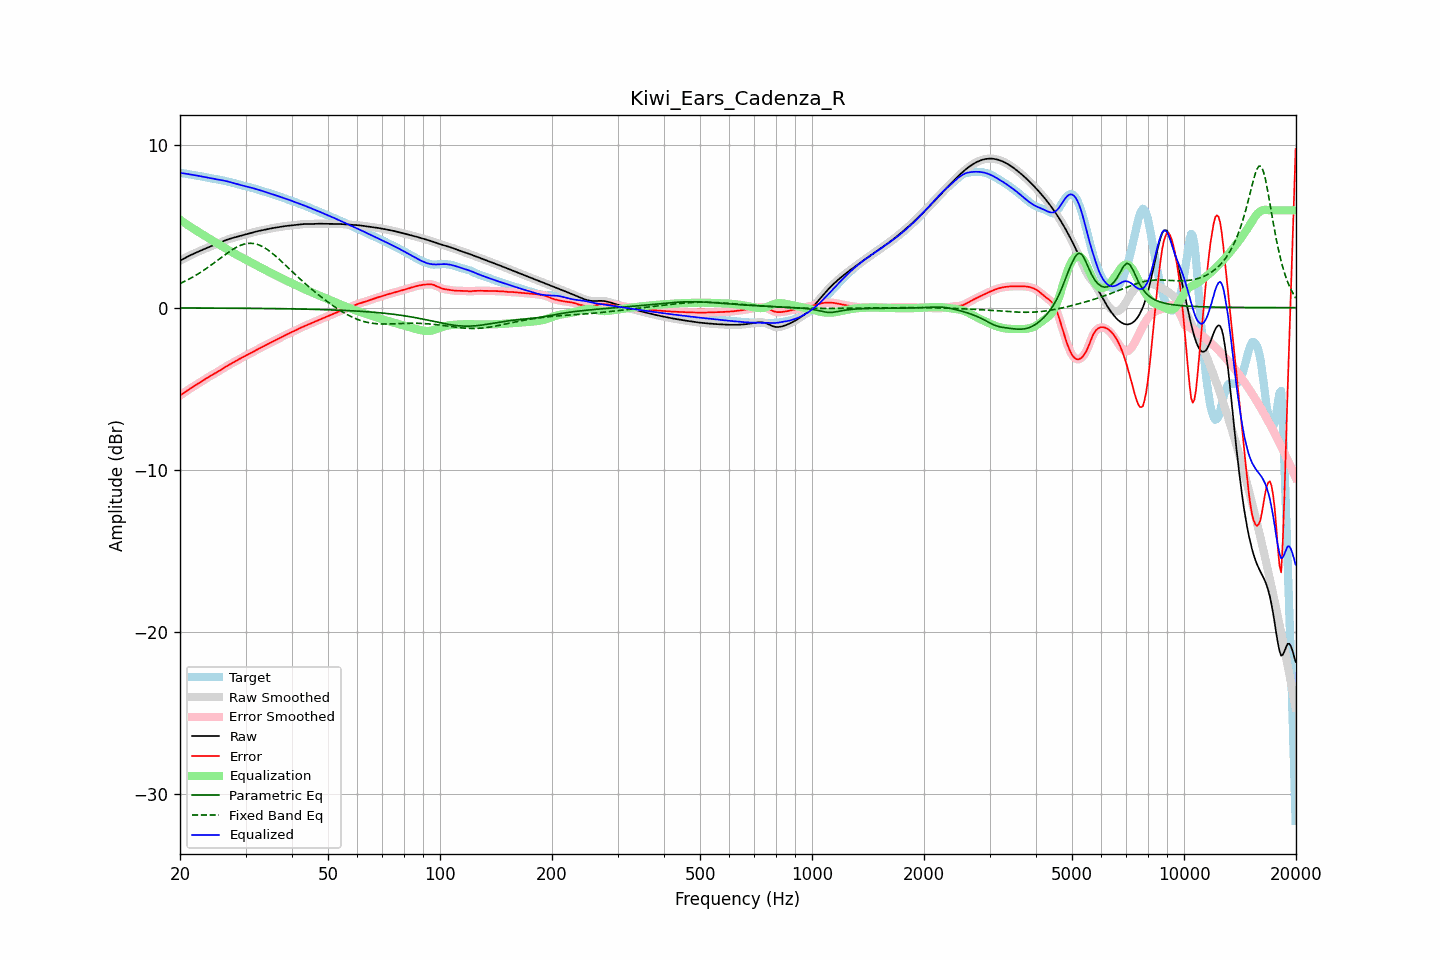 Kiwi_Ears_Cadenza_R
10
0
−10
−20
−30
Amplitude (dBr)
Target
Raw Smoothed
Error Smoothed
Raw
Error
Equalization
Parametric Eq
Fixed Band Eq
Equalized
20
50
100
200
500
1000
2000
5000
10000
20000
Frequency (Hz)